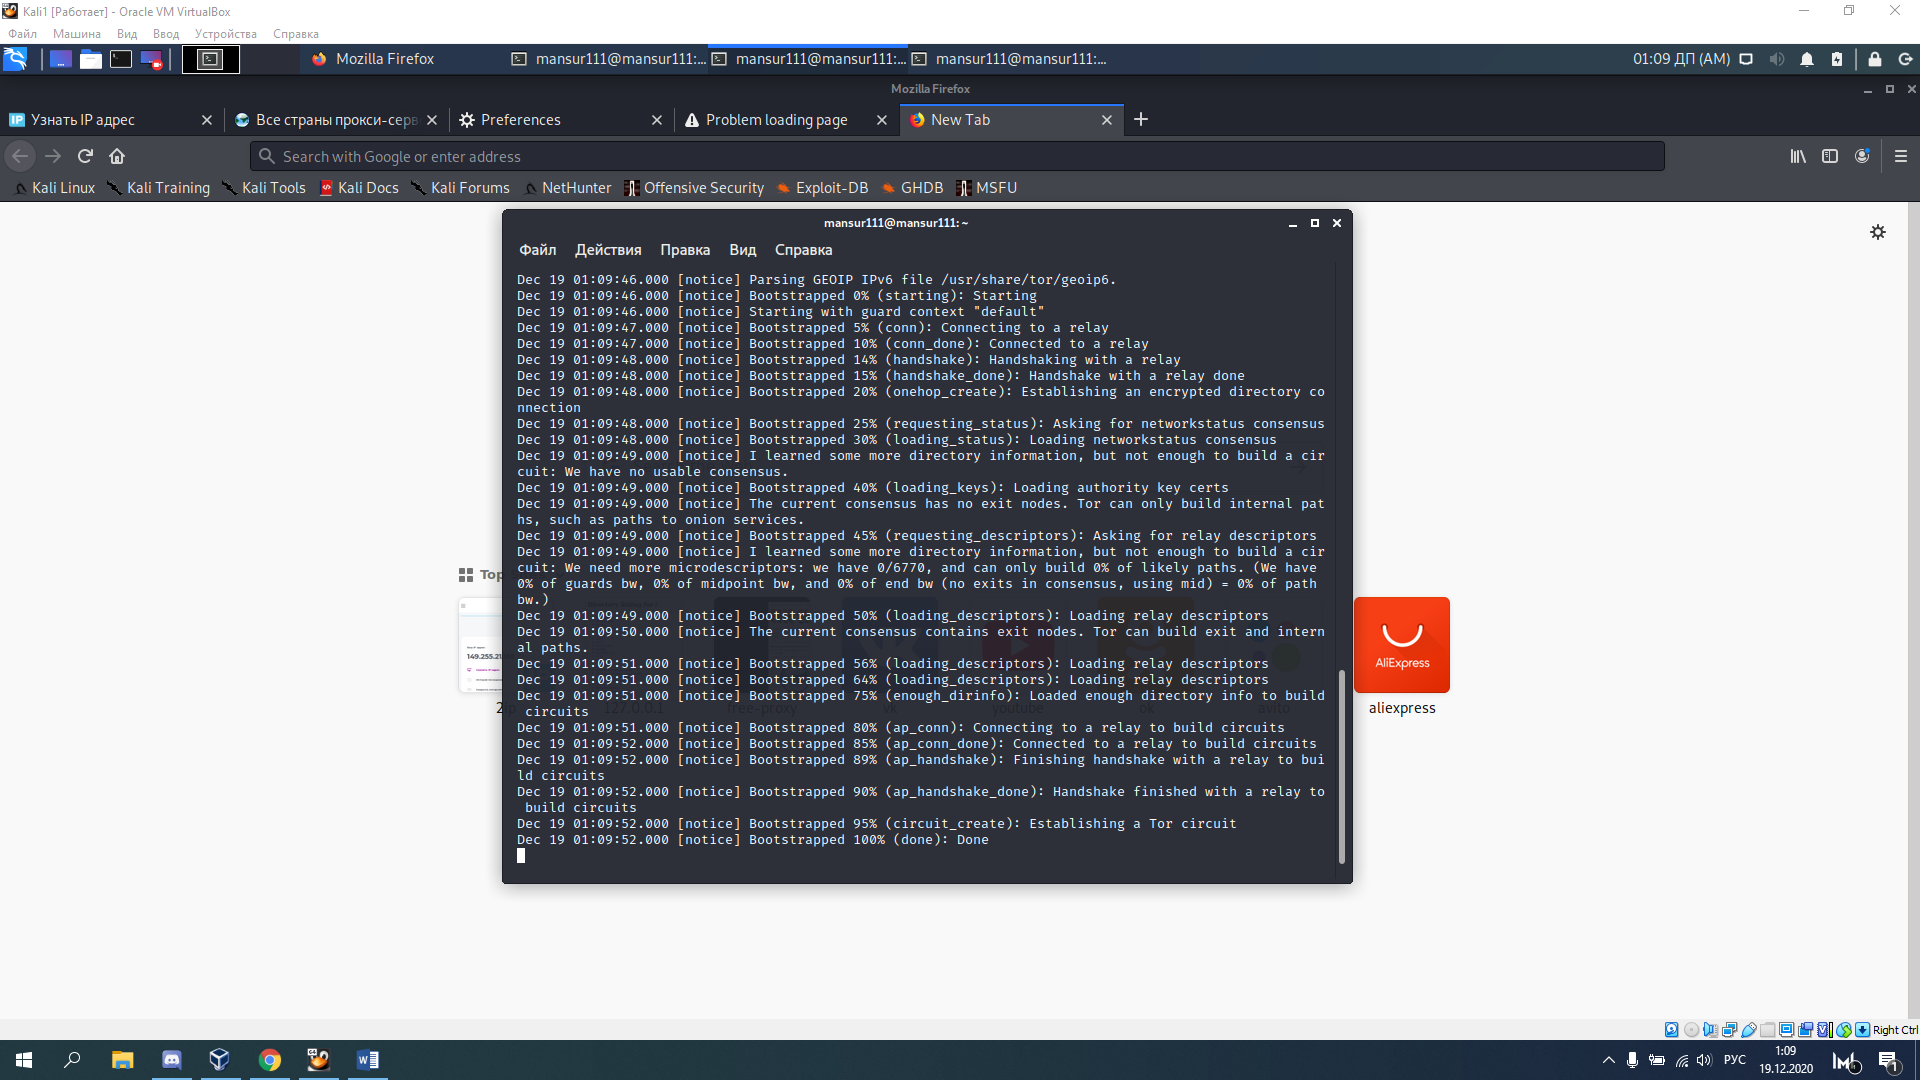 Kali1 [Работает] - Oracle VM VirtualBox
Файл Машина Вид Ввод Устройства Справка
Mozilla Firefox mansur111@mansur111:... mansur111@mansur111:... mansur111@mansur111:... 01:09 ДП (AM)
Mozilla Firefox
Узнать IP адрес Все страны прокси-серв Preferences Problem loading page New Tab
Search with Google or enter address
Kali Linux Kali Training Kali Tools Kali Docs Kali Forums NetHunter Offensive Security Exploit-DB GHDB MSFU
mansur111@mansur111:~
Файл Действия Правка Вид Справка
Dec 19 01:09:46.000 [notice] Parsing GEOIP IPv6 file /usr/share/tor/geoip6.
Dec 19 01:09:46.000 [notice] Bootstrapped 0% (starting): Starting
Dec 19 01:09:46.000 [notice] Starting with guard context "default"
Dec 19 01:09:47.000 [notice] Bootstrapped 5% (conn): Connecting to a relay
Dec 19 01:09:47.000 [notice] Bootstrapped 10% (conn_done): Connected to a relay
Dec 19 01:09:48.000 [notice] Bootstrapped 14% (handshake): Handshaking with a relay
Dec 19 01:09:48.000 [notice] Bootstrapped 15% (handshake_done): Handshake with a relay done
Dec 19 01:09:48.000 [notice] Bootstrapped 20% (onehop_create): Establishing an encrypted directory co
nnection
Dec 19 01:09:48.000 [notice] Bootstrapped 25% (requesting_status): Asking for networkstatus consensus
Dec 19 01:09:48.000 [notice] Bootstrapped 30% (loading_status): Loading networkstatus consensus
Dec 19 01:09:49.000 [notice] I learned some more directory information, but not enough to build a cir
cuit: We have no usable consensus.
Dec 19 01:09:49.000 [notice] Bootstrapped 40% (loading_keys): Loading authority key certs
Dec 19 01:09:49.000 [notice] The current consensus has no exit nodes. Tor can only build internal pat
hs, such as paths to onion services.
Dec 19 01:09:49.000 [notice] Bootstrapped 45% (requesting_descriptors): Asking for relay descriptors
Dec 19 01:09:49.000 [notice] I learned some more directory information, but not enough to build a cir
cuit: We need more microdescriptors: we have 0/6770, and can only build 0% of likely paths. (We have
0% of guards bw, 0% of midpoint bw, and 0% of end bw (no exits in consensus, using mid) = 0% of path
bw.)
Dec 19 01:09:49.000 [notice] Bootstrapped 50% (loading_descriptors): Loading relay descriptors
Dec 19 01:09:50.000 [notice] The current consensus contains exit nodes. Tor can build exit and intern
al paths.
Dec 19 01:09:51.000 [notice] Bootstrapped 56% (loading_descriptors): Loading relay descriptors
Dec 19 01:09:51.000 [notice] Bootstrapped 64% (loading_descriptors): Loading relay descriptors
Dec 19 01:09:51.000 [notice] Bootstrapped 75% (enough_dirinfo): Loaded enough directory info to build
circuits
Dec 19 01:09:51.000 [notice] Bootstrapped 80% (ap_conn): Connecting to a relay to build circuits
Dec 19 01:09:52.000 [notice] Bootstrapped 85% (ap_conn_done): Connected to a relay to build circuits
Dec 19 01:09:52.000 [notice] Bootstrapped 89% (ap_handshake): Finishing handshake with a relay to bui
ld circuits
Dec 19 01:09:52.000 [notice] Bootstrapped 90% (ap_handshake_done): Handshake finished with a relay to
build circuits
Dec 19 01:09:52.000 [notice] Bootstrapped 95% (circuit_create): Establishing a Tor circuit
Dec 19 01:09:52.000 [notice] Bootstrapped 100% (done): Done
Top
149.255.21
2ip 127.0.0.1 free-proxy vk youtube ok avito
AliExpress
aliexpress
Right Ctrl
РУС 1:09
19.12.2020
1